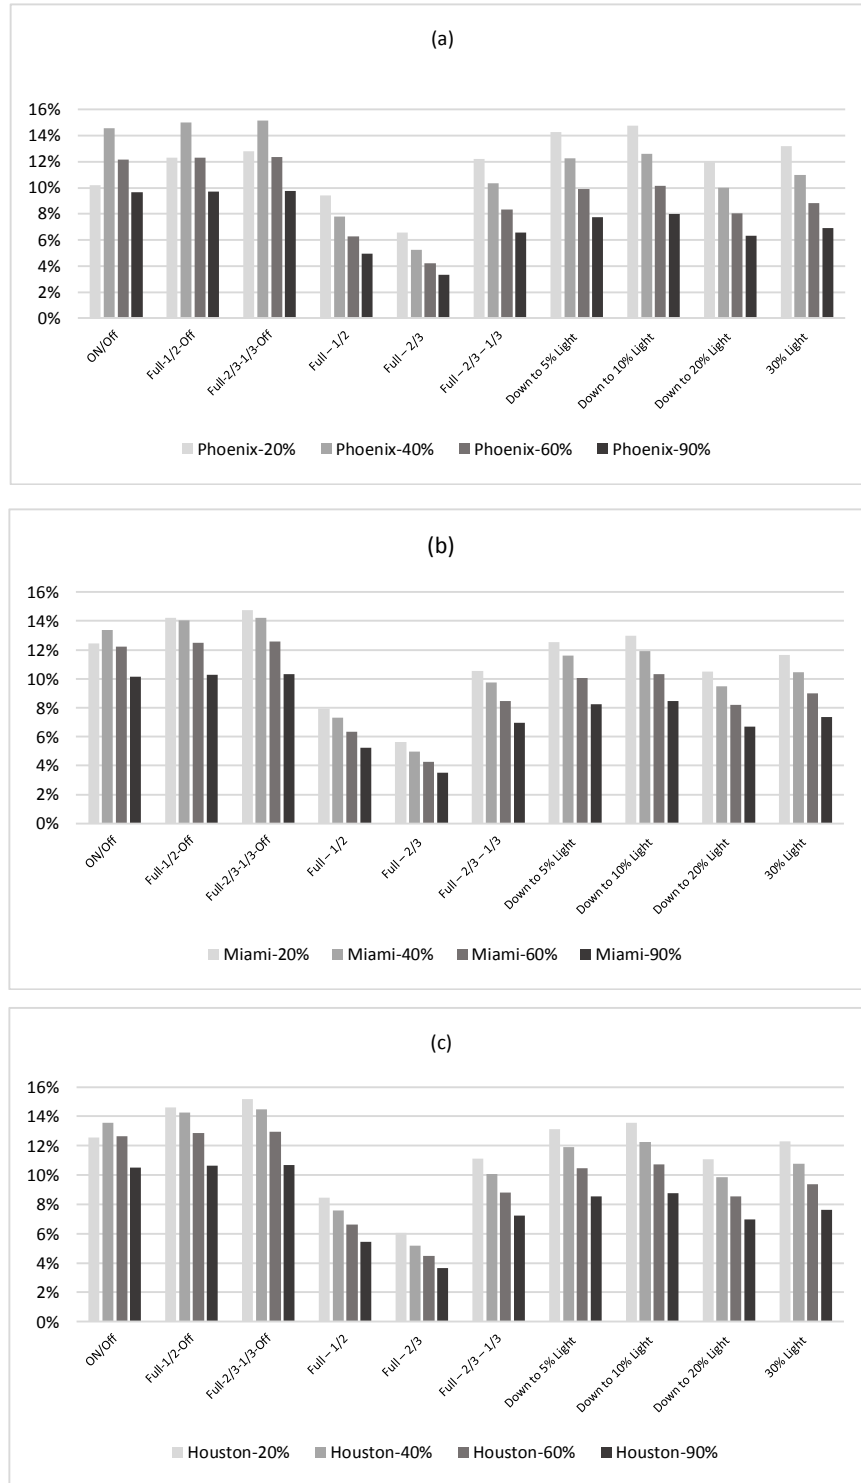 (a)
16%
14%
12%
10%
8%
6%
4%
2%
0%
ON/Off
Full-1/2-Off
Full-2/3-1/3-Off
Full – 1/2
Full – 2/3
Full – 2/3 – 1/3
Down to 5% Light
Down to 10% Light
Down to 20% Light
30% Light
Phoenix-20% Phoenix-40% Phoenix-60% Phoenix-90%
(b)
16%
14%
12%
10%
8%
6%
4%
2%
0%
ON/Off
Full-1/2-Off
Full-2/3-1/3-Off
Full – 1/2
Full – 2/3
Full – 2/3 – 1/3
Down to 5% Light
Down to 10% Light
Down to 20% Light
30% Light
Miami-20% Miami-40% Miami-60% Miami-90%
(c)
16%
14%
12%
10%
8%
6%
4%
2%
0%
ON/Off
Full-1/2-Off
Full-2/3-1/3-Off
Full – 1/2
Full – 2/3
Full – 2/3 – 1/3
Down to 5% Light
Down to 10% Light
Down to 20% Light
30% Light
Houston-20% Houston-40% Houston-60% Houston-90%